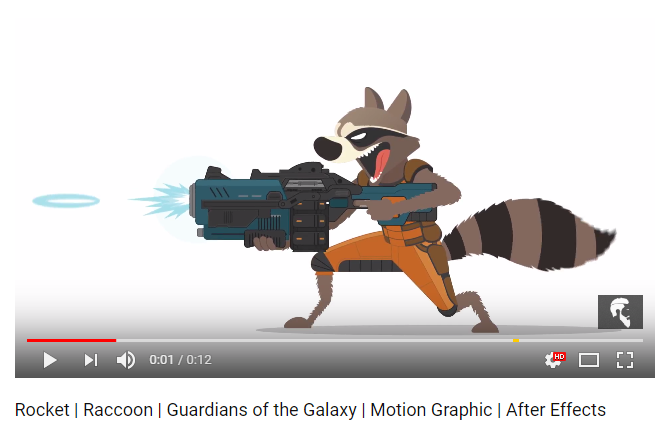 0:01 / 0:12
HD
Rocket | Raccoon | Guardians of the Galaxy | Motion Graphic | After Effects